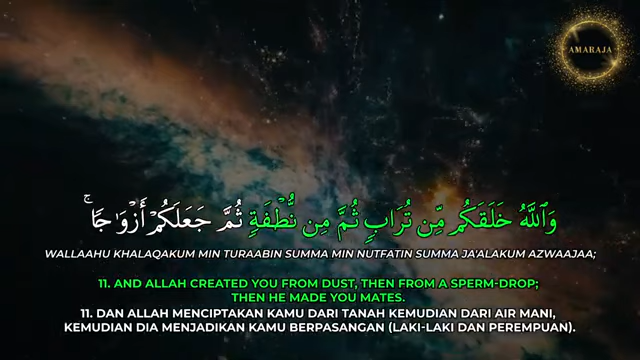 AMARAJA
وَٱللَّهُ خَلَقَكُم مِّن تُرَابٍ ثُمَّ مِن نُّطْفَةٍ ثُمَّ جَعَلَكُمْ أَزْوَٰجًا ۚ
WALLAAHU KHALAQAKUM MIN TURAABIN SUMMA MIN NUTFATIN SUMMA JA'ALAKUM AZWAAJAA;
11. AND ALLAH CREATED YOU FROM DUST, THEN FROM A SPERM-DROP;
THEN HE MADE YOU MATES.
11. DAN ALLAH MENCIPTAKAN KAMU DARI TANAH KEMUDIAN DARI AIR MANI,
KEMUDIAN DIA MENJADIKAN KAMU BERPASANGAN (LAKI-LAKI DAN PEREMPUAN).